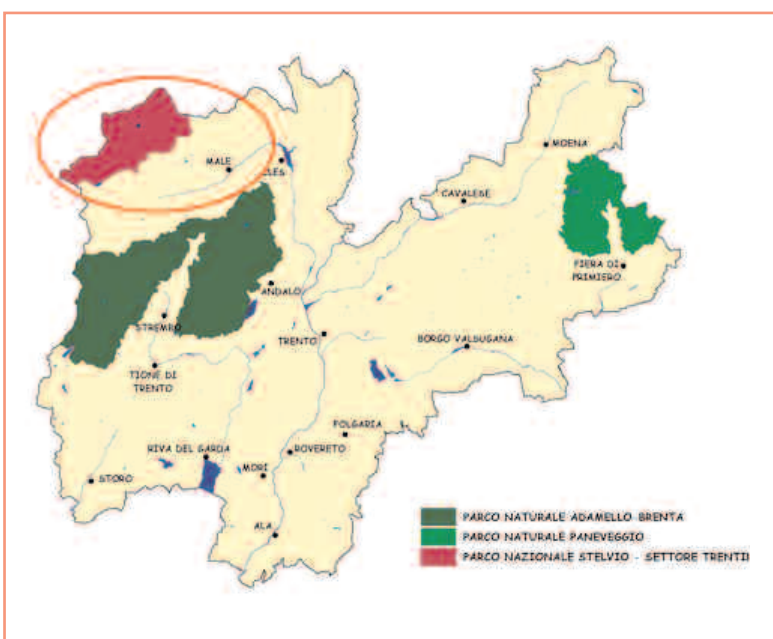 MOENA
MALE
LES
CAVALESE
FIERA DI
PRIMIERO
ANDALO
STREMBO
TRENTO
BORGO VALSUGANA
TIONE DI
TRENTO
FOLGARIA
RIVA DEL GARDA
ROVERETO
MORI
STORO
ALA
PARCO NATURALE ADAMELLO BRENTA
PARCO NATURALE PANEVEGGIO
PARCO NAZIONALE STELVIO - SETTORE TRENTI